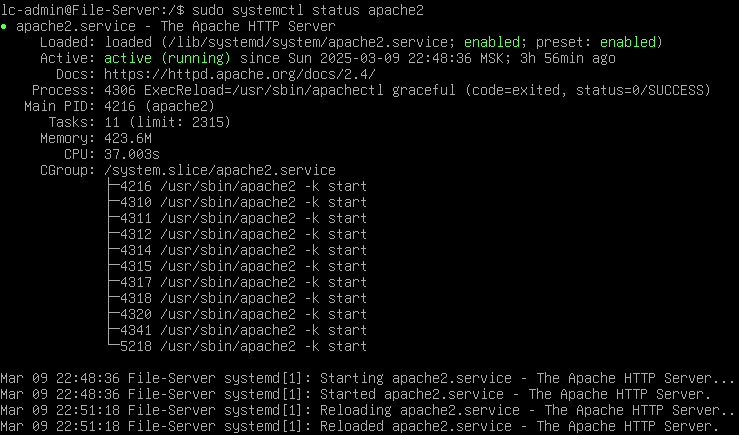 lc-admin@File-Server:/$ sudo systemctl status apache2
● apache2.service - The Apache HTTP Server
     Loaded: loaded (/lib/systemd/system/apache2.service; enabled; preset: enabled)
     Active: active (running) since Sun 2025-03-09 22:48:36 MSK; 3h 56min ago
       Docs: https://httpd.apache.org/docs/2.4/
    Process: 4306 ExecReload=/usr/sbin/apachectl graceful (code=exited, status=0/SUCCESS)
   Main PID: 4216 (apache2)
      Tasks: 11 (limit: 2315)
     Memory: 423.6M
        CPU: 37.003s
     CGroup: /system.slice/apache2.service
             ├─4216 /usr/sbin/apache2 -k start
             ├─4310 /usr/sbin/apache2 -k start
             ├─4311 /usr/sbin/apache2 -k start
             ├─4312 /usr/sbin/apache2 -k start
             ├─4314 /usr/sbin/apache2 -k start
             ├─4315 /usr/sbin/apache2 -k start
             ├─4317 /usr/sbin/apache2 -k start
             ├─4318 /usr/sbin/apache2 -k start
             ├─4320 /usr/sbin/apache2 -k start
             ├─4341 /usr/sbin/apache2 -k start
             └─5218 /usr/sbin/apache2 -k start
Mar 09 22:48:36 File-Server systemd[1]: Starting apache2.service - The Apache HTTP Server...
Mar 09 22:48:36 File-Server systemd[1]: Started apache2.service - The Apache HTTP Server.
Mar 09 22:51:18 File-Server systemd[1]: Reloading apache2.service - The Apache HTTP Server..
Mar 09 22:51:18 File-Server systemd[1]: Reloaded apache2.service - The Apache HTTP Server.